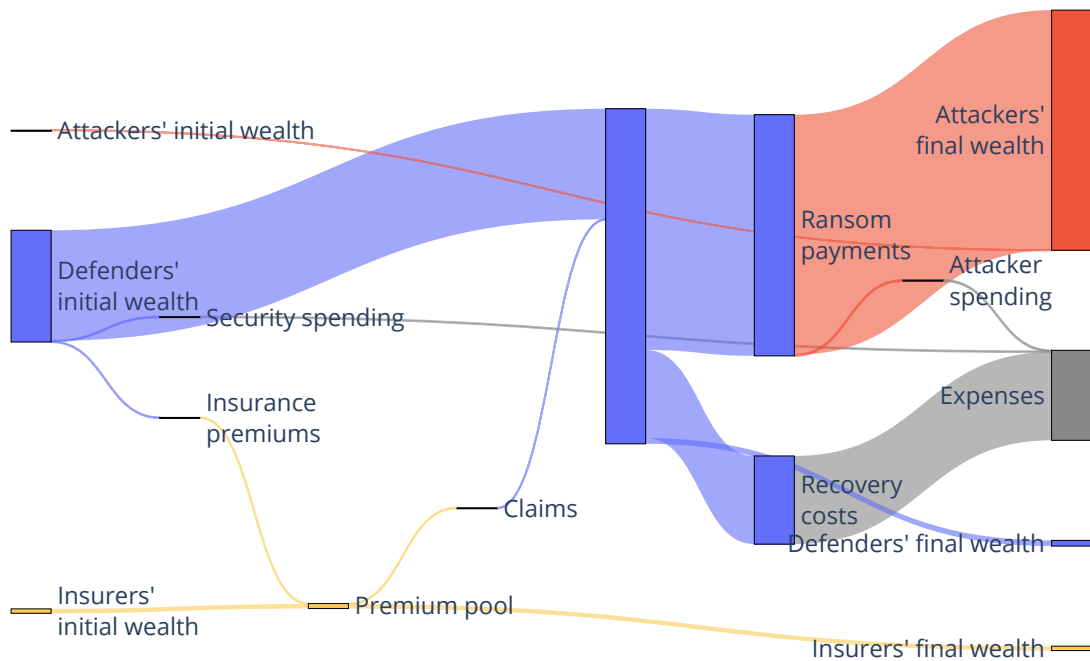 Attackers'
final wealth
Attackers' initial wealth
Ransom
payments
Defenders'
initial wealth
Attacker
spending
Security spending
Insurance
premiums
Expenses
Recovery
costs
Claims
Defenders' final wealth
Insurers'
initial wealth
Premium pool
Insurers' final wealth